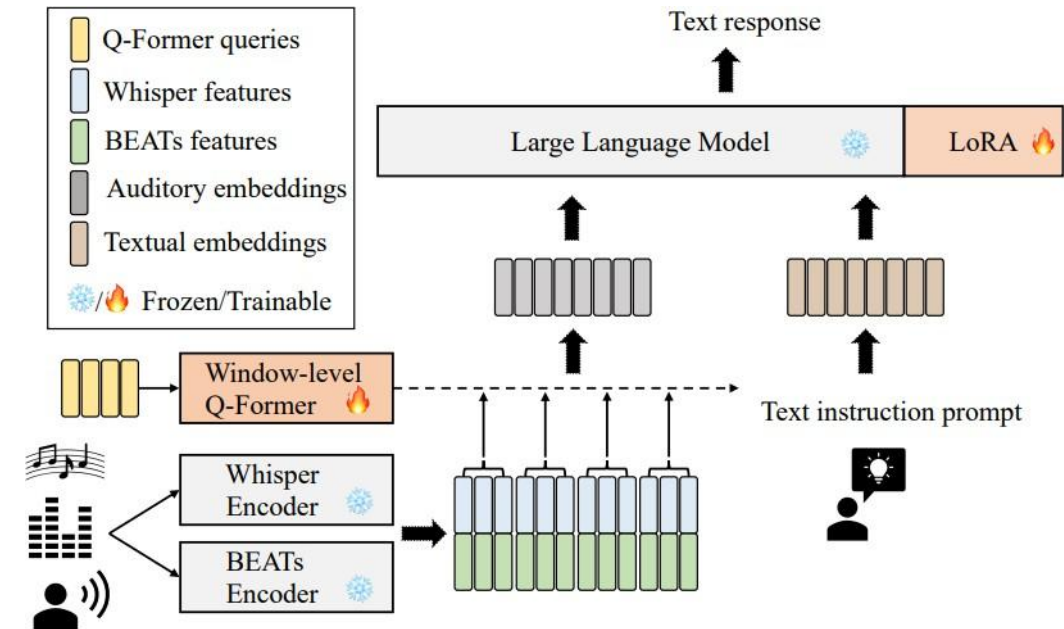 Q-Former queries
Whisper features
BEATs features
Auditory embeddings
Textual embeddings
/ Frozen/Trainable
Text response
Large Language Model
LoRA
Window-level
Q-Former
Text instruction prompt
Whisper
Encoder
BEATs
Encoder